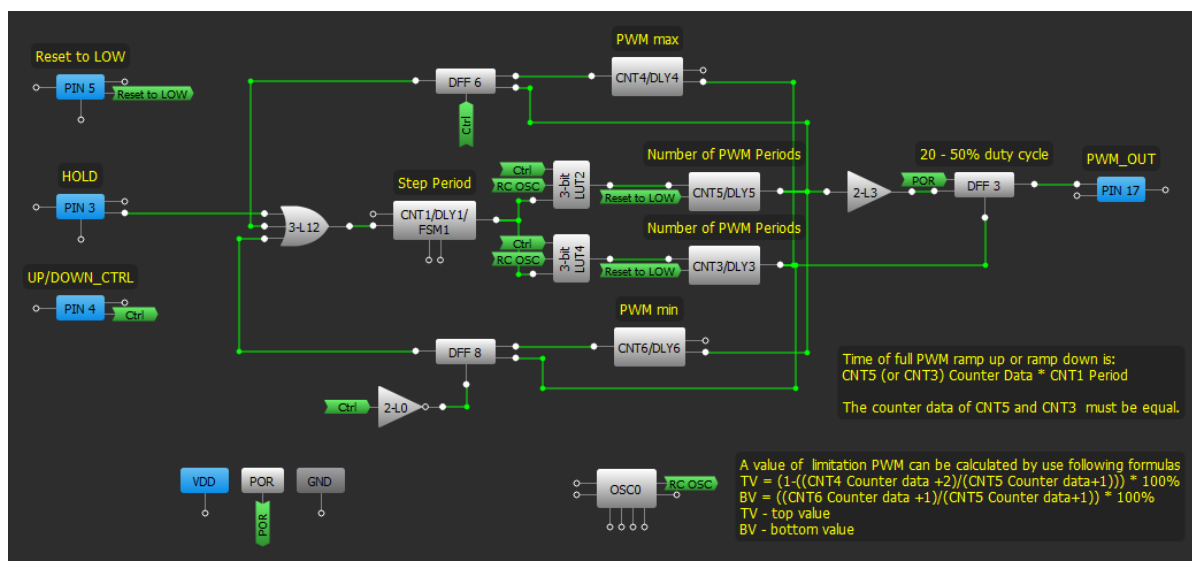 PWM max
Reset to LOW
PIN 5
Reset to LOW
DFF 6
CNT4/DLY4
Ctrl
HOLD
PIN 3
3-L12
Step Period
CNT1/DLY1/
FSM1
Ctrl
RC OSC
3-bit
LUT2
Number of PWM Periods
Reset to LOW
CNT5/DLY5
2-L3
20 - 50% duty cycle
POR
DFF 3
PWM_OUT
PIN 17
Ctrl
RC OSC
3-bit
LUT4
Number of PWM Periods
Reset to LOW
CNT3/DLY3
UP/DOWN_CTRL
PIN 4
Ctrl
PWM min
DFF 8
CNT6/DLY6
Ctrl
2-L0
Time of full PWM ramp up or ramp down is:
CNT5 (or CNT3) Counter Data * CNT1 Period
The counter data of CNT5 and CNT3 must be equal.
VDD
POR
GND
POR
OSC0
RC OSC
A value of limitation PWM can be calculated by use following formulas
TV = (1-((CNT4 Counter data +2)/(CNT5 Counter data+1))) * 100%
BV = ((CNT6 Counter data +1)/(CNT5 Counter data+1)) * 100%
TV - top value
BV - bottom value